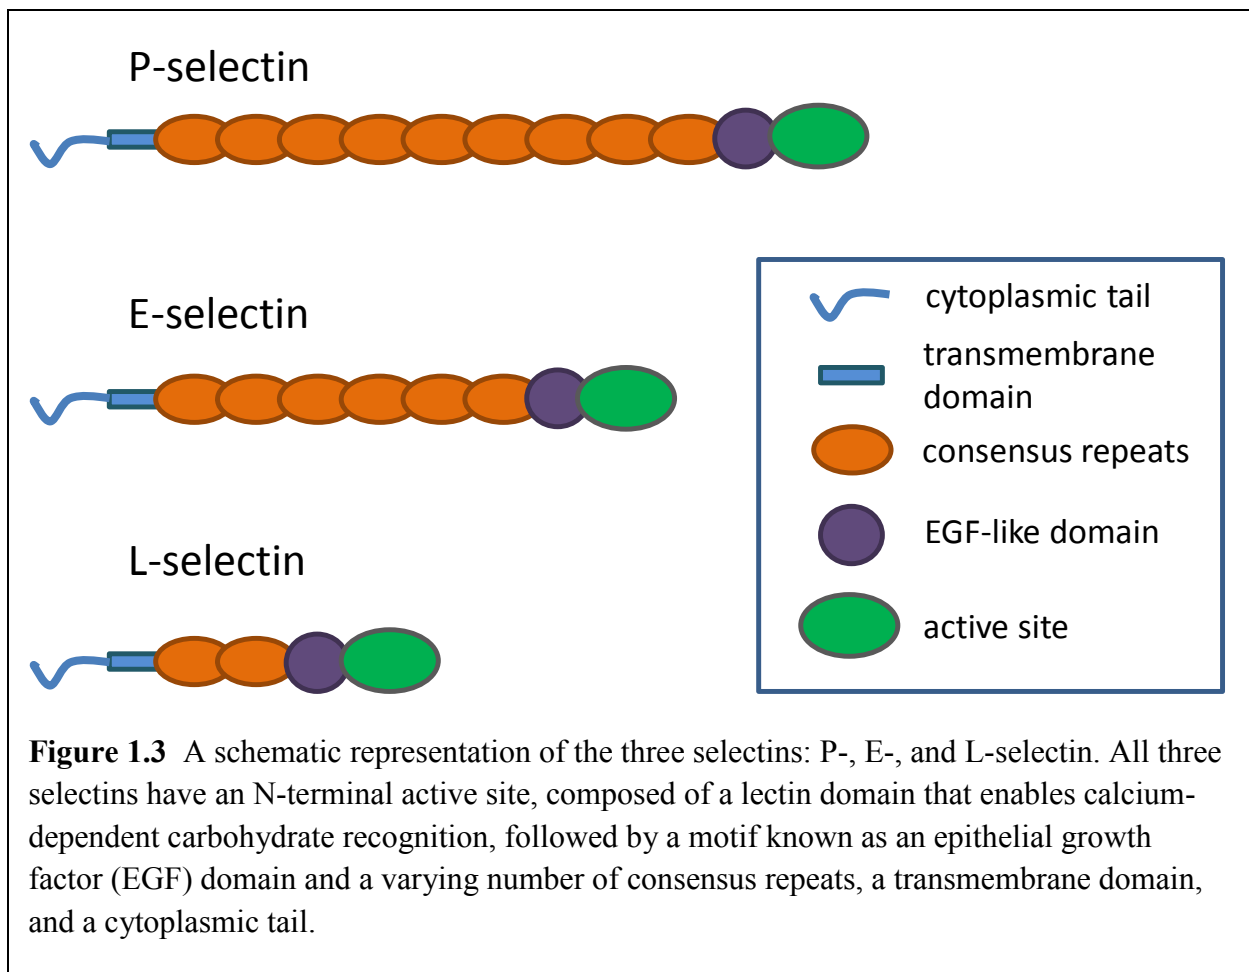 P-selectin
E-selectin
L-selectin
cytoplasmic tail
transmembrane
domain
consensus repeats
EGF-like domain
active site
Figure 1.3 A schematic representation of the three selectins: P-, E-, and L-selectin. All three
selectins have an N-terminal active site, composed of a lectin domain that enables calcium-
dependent carbohydrate recognition, followed by a motif known as an epithelial growth
factor (EGF) domain and a varying number of consensus repeats, a transmembrane domain,
and a cytoplasmic tail.